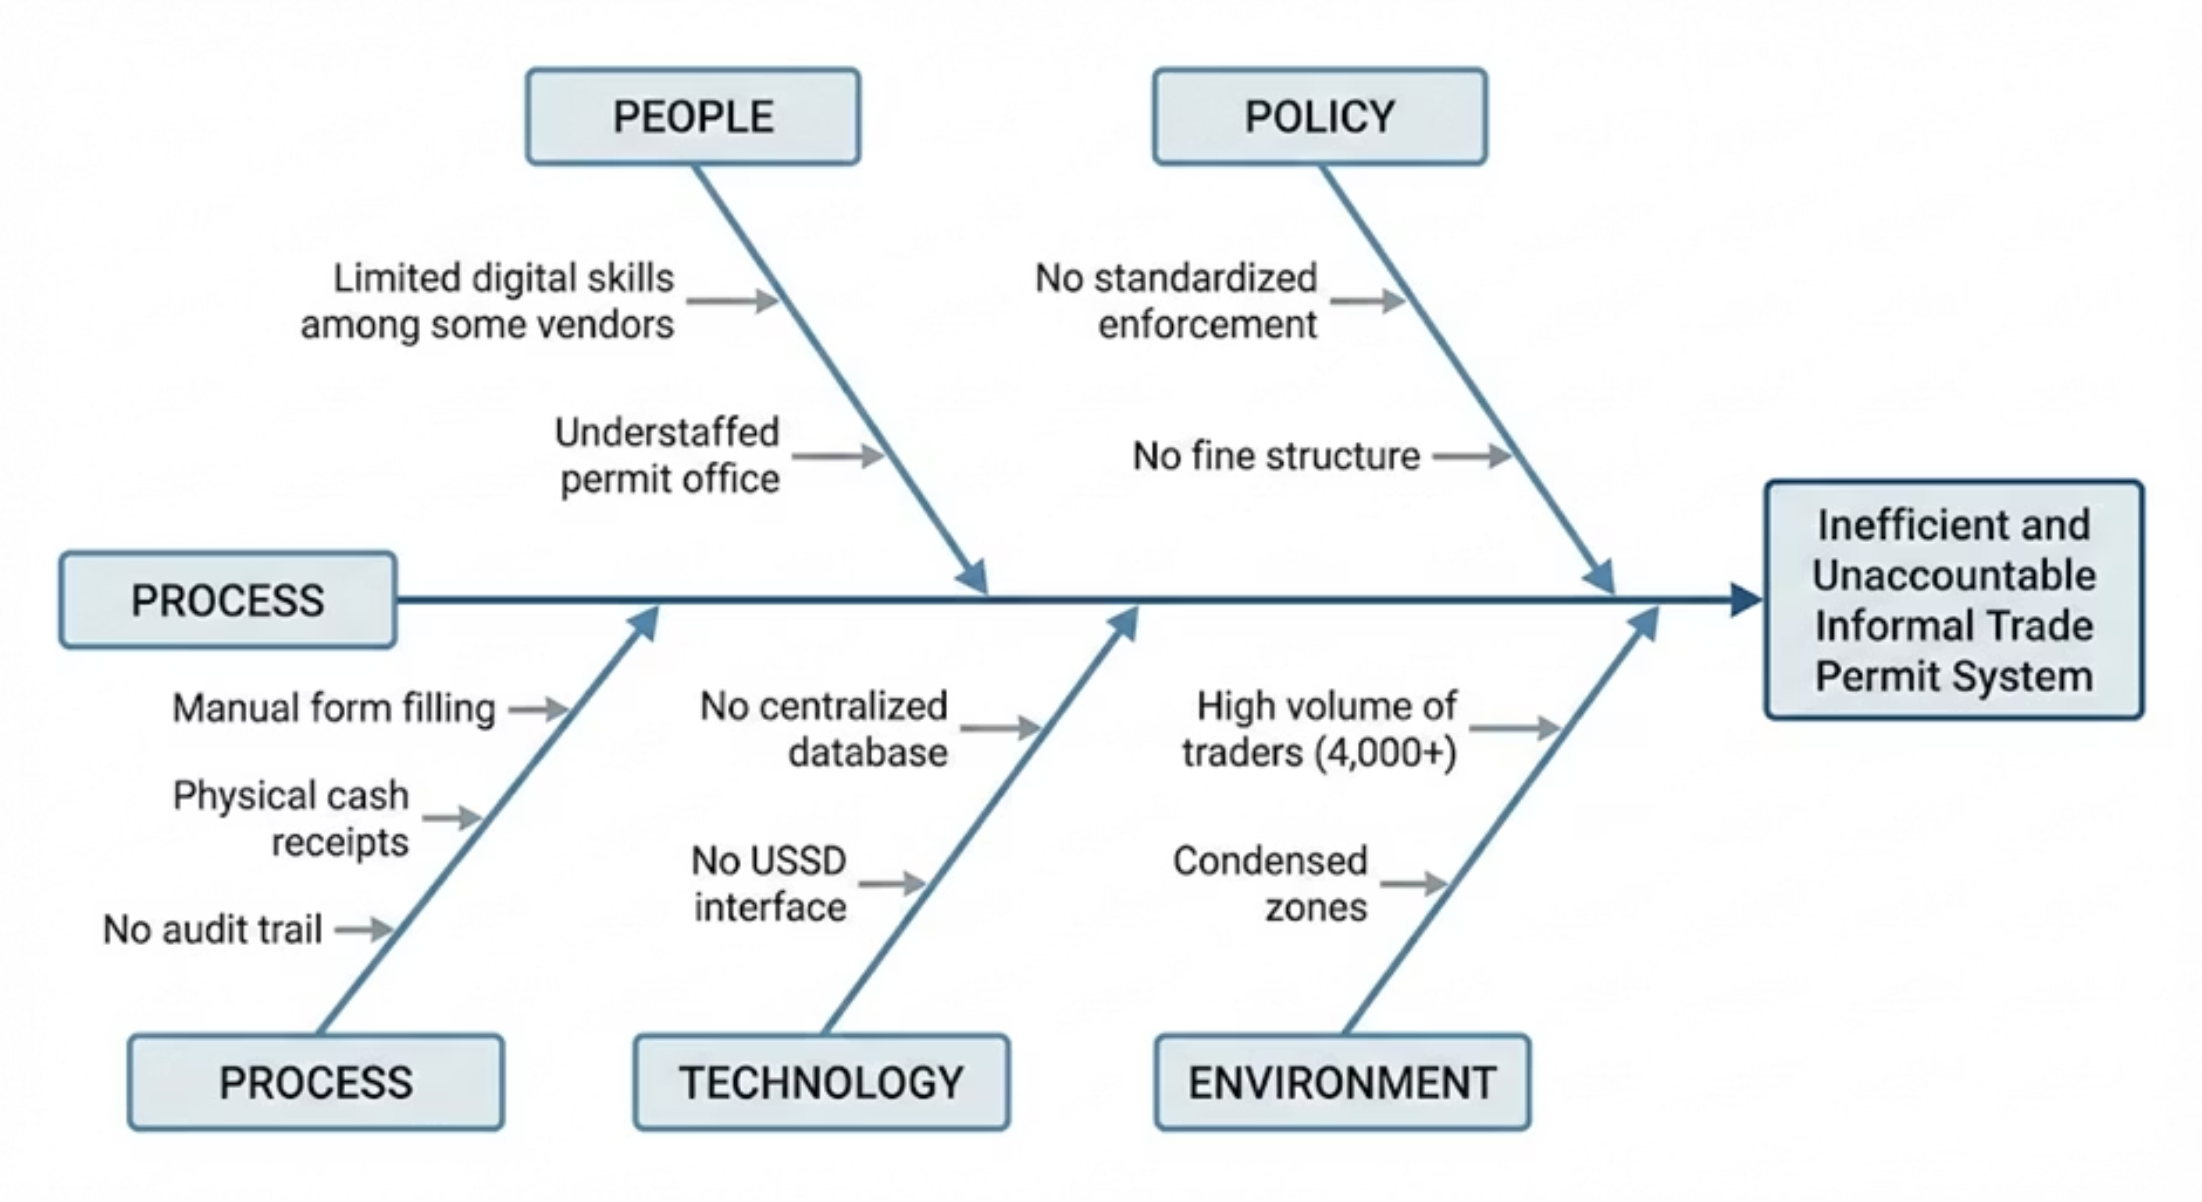 PEOPLE
POLICY
Limited digital skills
among some vendors
No standardized
enforcement
Understaffed
permit office
No fine structure
PROCESS
Inefficient and
Unaccountable
Informal Trade
Permit System
Manual form filling
Physical cash
receipts
No audit trail
No centralized
database
No USSD
interface
High volume of
traders (4,000+)
Condensed
zones
PROCESS
TECHNOLOGY
ENVIRONMENT